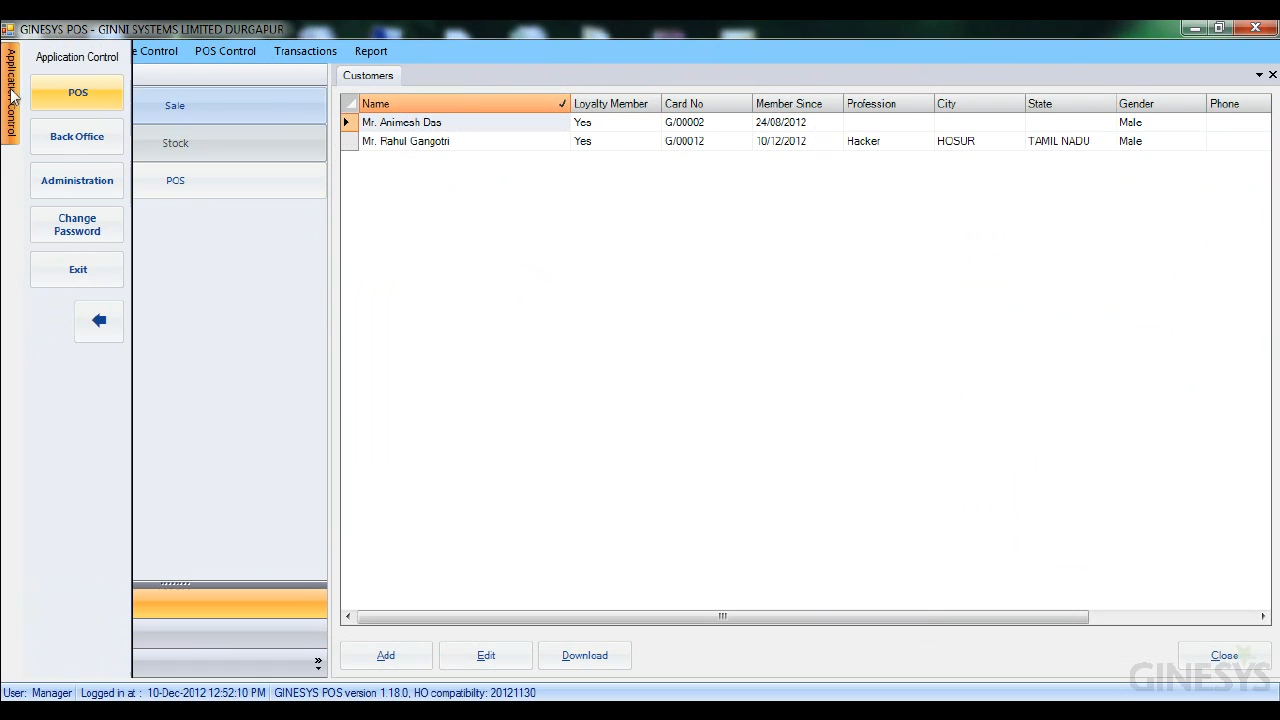 GINESYS POS - GINNI SYSTEMS LIMITED DURGAPUR
e Control POS Control Transactions Report
Application Control
Application Control
POS
Back Office
Administration
Change
Password
Exit
Sale
Stock
POS
Customers
Name Loyalty Member Card No Member Since Profession City State Gender Phone
Mr. Animesh Das Yes G/00002 24/08/2012 Male
Mr. Rahul Gangotri Yes G/00012 10/12/2012 Hacker HOSUR TAMIL NADU Male
Add Edit Download Close
GINESYS
User: Manager Logged in at : 10-Dec-2012 12:52:10 PM GINESYS POS version 1.18.0, HO compatibility: 20121130